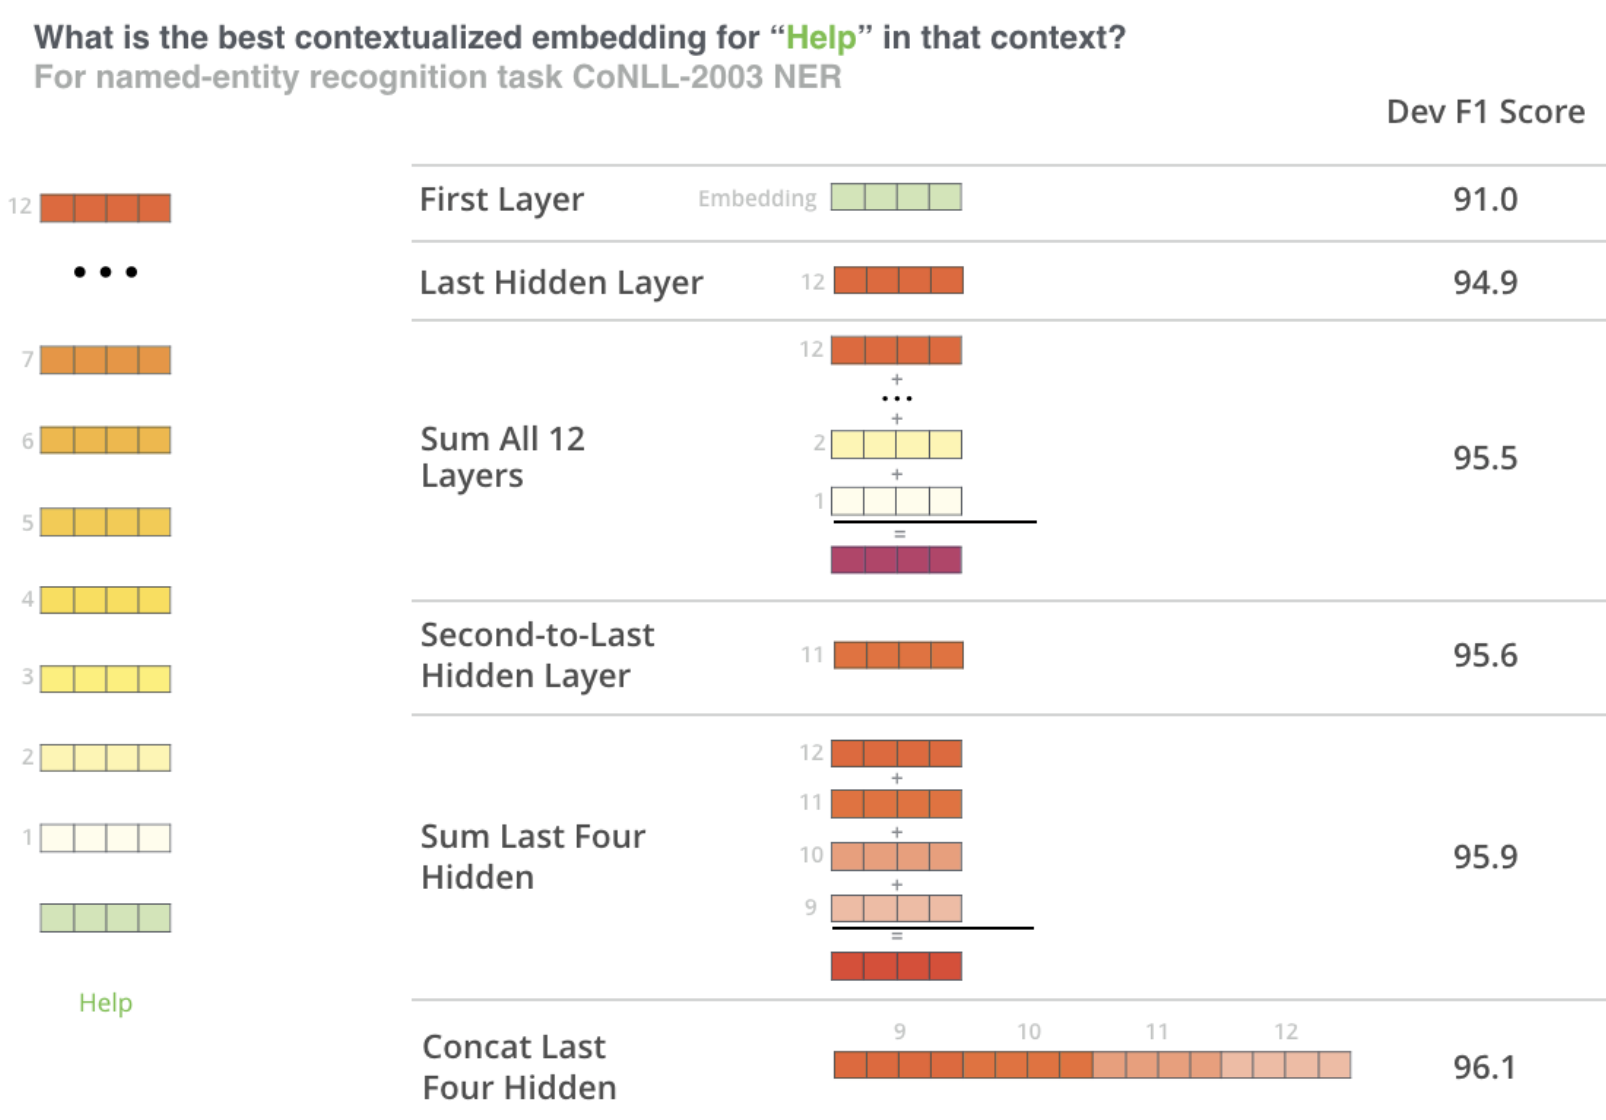 What is the best contextualized embedding for “Help” in that context?
For named-entity recognition task CoNLL-2003 NER
Dev F1 Score
12
7
6
5
4
3
2
1
Help
First Layer
Embedding
91.0
Last Hidden Layer
12
94.9
Sum All 12
Layers
12
+
...
+
2
+
1
=
95.5
Second-to-Last
Hidden Layer
11
95.6
Sum Last Four
Hidden
12
+
11
+
10
+
9
=
95.9
Concat Last
Four Hidden
9 10 11 12
96.1